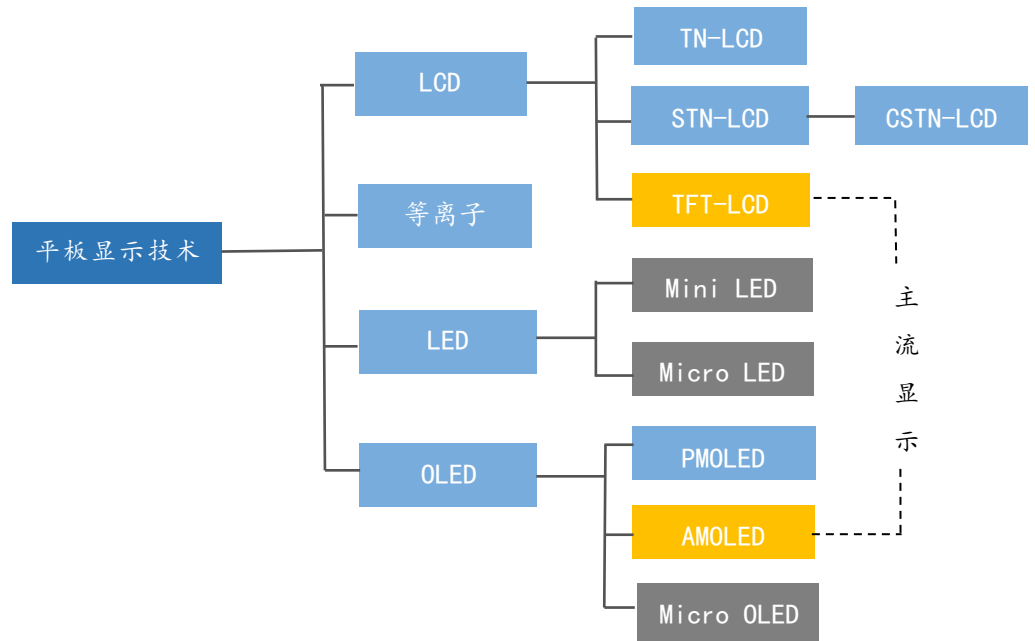 平板显示技术
LCD
TN-LCD
STN-LCD
CSTN-LCD
TFT-LCD
等离子
LED
Mini LED
Micro LED
OLED
PMOLED
AMOLED
Micro OLED
主
流
显
示